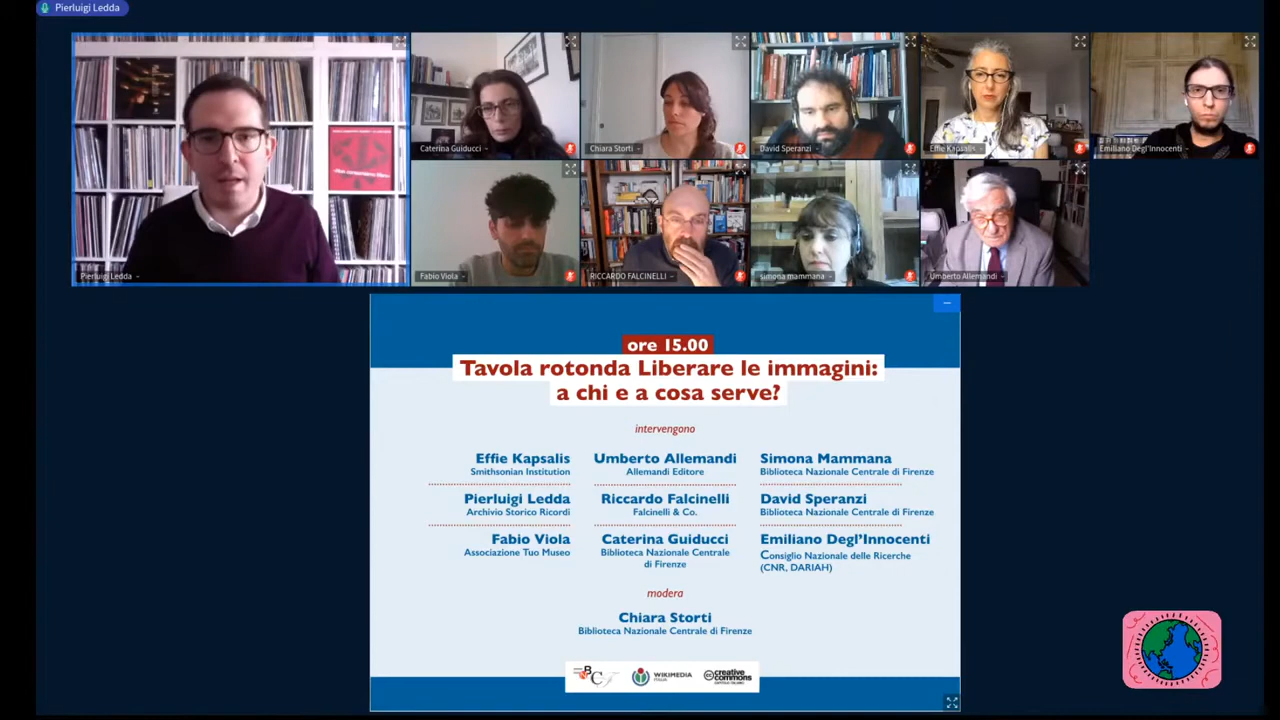 Pierluigi Ledda
Pierluigi Ledda
Caterina Guiducci
Chiara Storti
David Speranzi
Effie Kapsalis
Emiliano Degl'Innocenti
Fabio Viola
RICCARDO FALCINELLI
simona mammana
Umberto Allemandi
ore 15.00
Tavola rotonda Liberare le immagini:
a chi e a cosa serve?
intervengono
Effie Kapsalis
Smithsonian Institution
Pierluigi Ledda
Archivio Storico Ricordi
Fabio Viola
Associazione Tuo Museo
Umberto Allemandi
Allemandi Editore
Riccardo Falcinelli
Falcinelli & Co.
Caterina Guiducci
Biblioteca Nazionale Centrale
di Firenze
Simona Mammana
Biblioteca Nazionale Centrale di Firenze
David Speranzi
Biblioteca Nazionale Centrale di Firenze
Emiliano Degl'Innocenti
Consiglio Nazionale delle Ricerche
(CNR, DARIAH)
modera
Chiara Storti
Biblioteca Nazionale Centrale di Firenze
BNCF
WIKIMEDIA
ITALIA
creative
commons
CAPITOLO ITALIANO